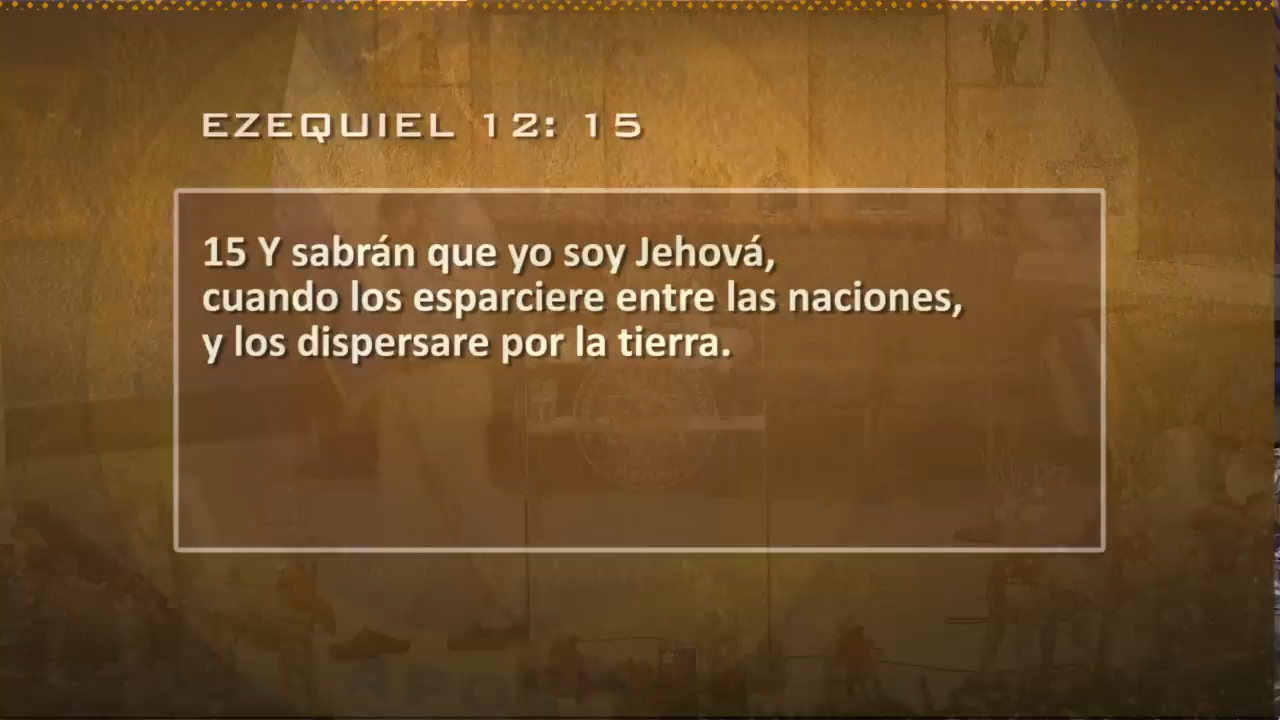 EZEQUIEL 12: 15
15 Y sabrán que yo soy Jehová,
cuando los esparciere entre las naciones,
y los dispersare por la tierra.